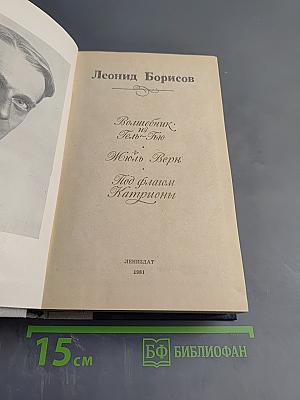 Леонид Борисов
Волшебник
из
Гель-Гью
Жюль Верн
Под флагом
Катрионы
ЛЕНИЗДАТ
1981
15 см
БФ БИБЛИОФАН